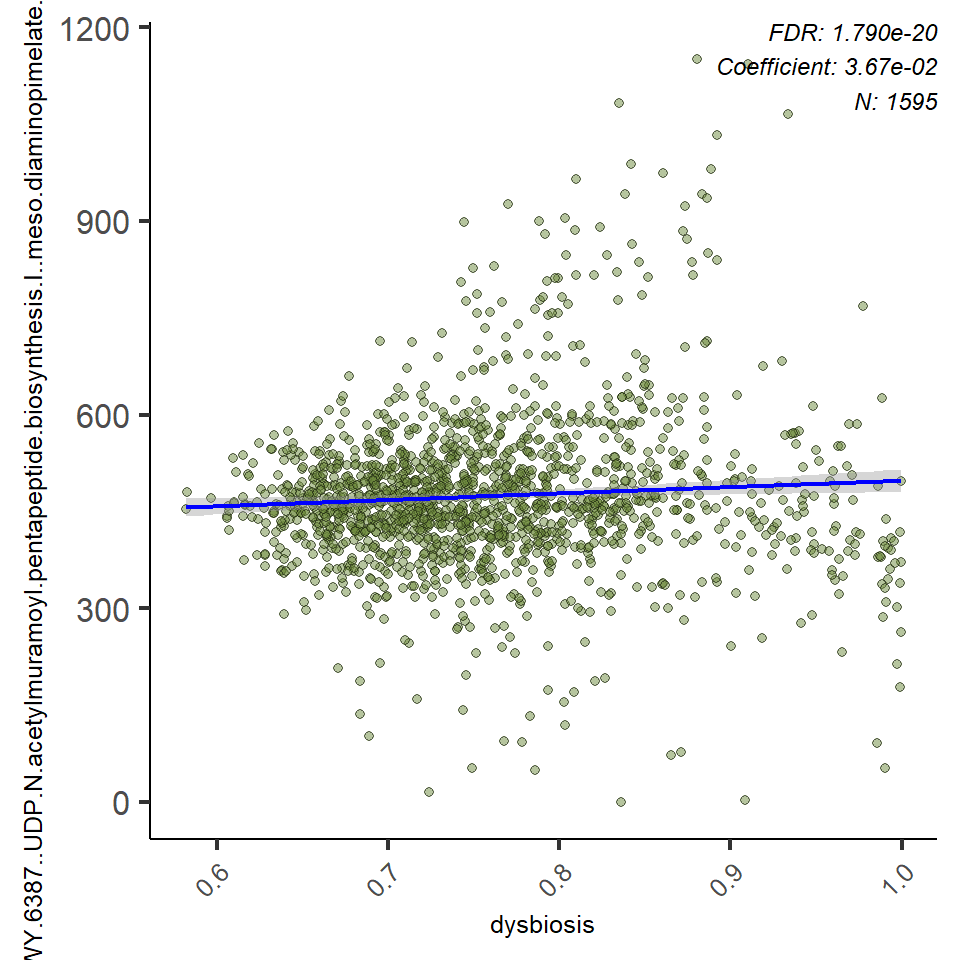 WY.6387..UDP.N.acetylmuramoyl.pentapeptide.biosynthesis.I..meso.diaminopimelate.
1200
900
600
300
0
FDR: 1.790e-20
Coefficient: 3.67e-02
N: 1595
0.6
0.7
0.8
0.9
1.0
dysbiosis